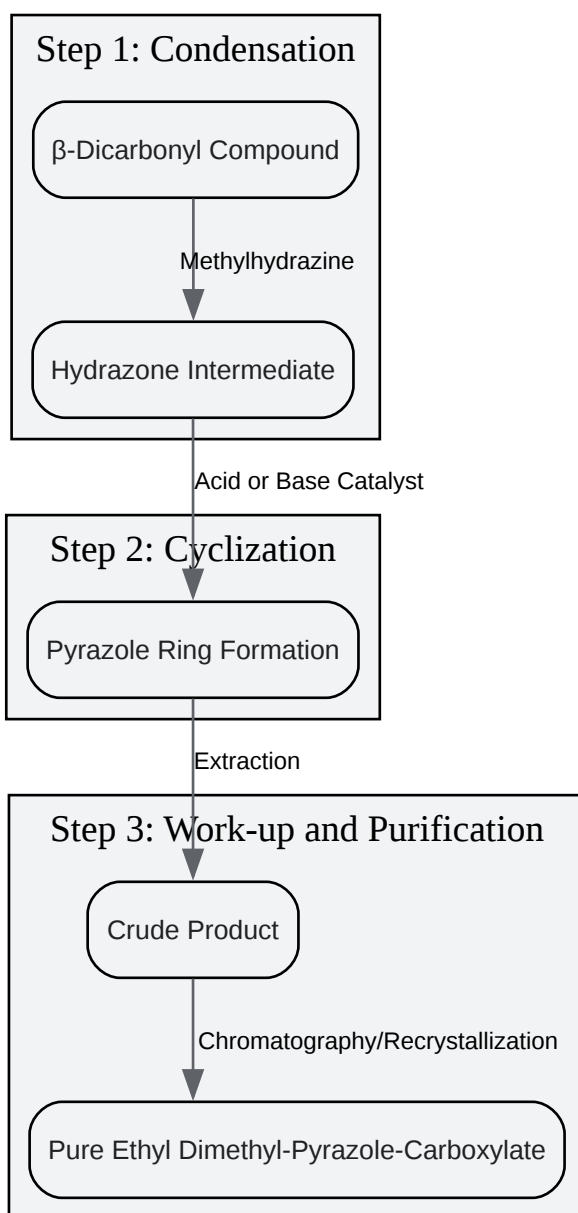 Step 1: Condensation
β-Dicarbonyl Compound
Methylhydrazine
Hydrazone Intermediate
Acid or Base Catalyst
Step 2: Cyclization
Pyrazole Ring Formation
Extraction
Step 3: Work-up and Purification
Crude Product
Chromatography/Recrystallization
Pure Ethyl Dimethyl-Pyrazole-Carboxylate